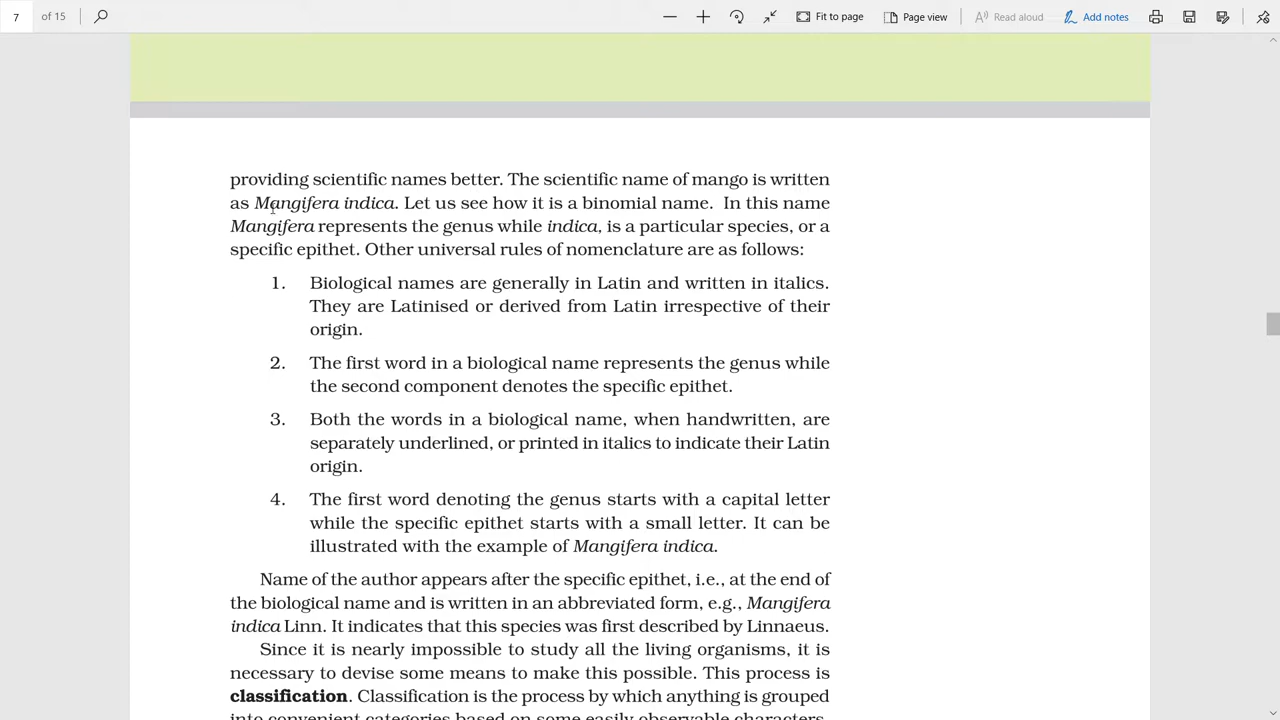 7 of 15 Fit to page Page view Read aloud Add notes
providing scientific names better. The scientific name of mango is written
as Mangifera indica. Let us see how it is a binomial name. In this name
Mangifera represents the genus while indica, is a particular species, or a
specific epithet. Other universal rules of nomenclature are as follows:
1. Biological names are generally in Latin and written in italics.
They are Latinised or derived from Latin irrespective of their
origin.
2. The first word in a biological name represents the genus while
the second component denotes the specific epithet.
3. Both the words in a biological name, when handwritten, are
separately underlined, or printed in italics to indicate their Latin
origin.
4. The first word denoting the genus starts with a capital letter
while the specific epithet starts with a small letter. It can be
illustrated with the example of Mangifera indica.
Name of the author appears after the specific epithet, i.e., at the end of
the biological name and is written in an abbreviated form, e.g., Mangifera
indica Linn. It indicates that this species was first described by Linnaeus.
Since it is nearly impossible to study all the living organisms, it is
necessary to devise some means to make this possible. This process is
classification. Classification is the process by which anything is grouped
into convenient categories based on some easily observable characters.